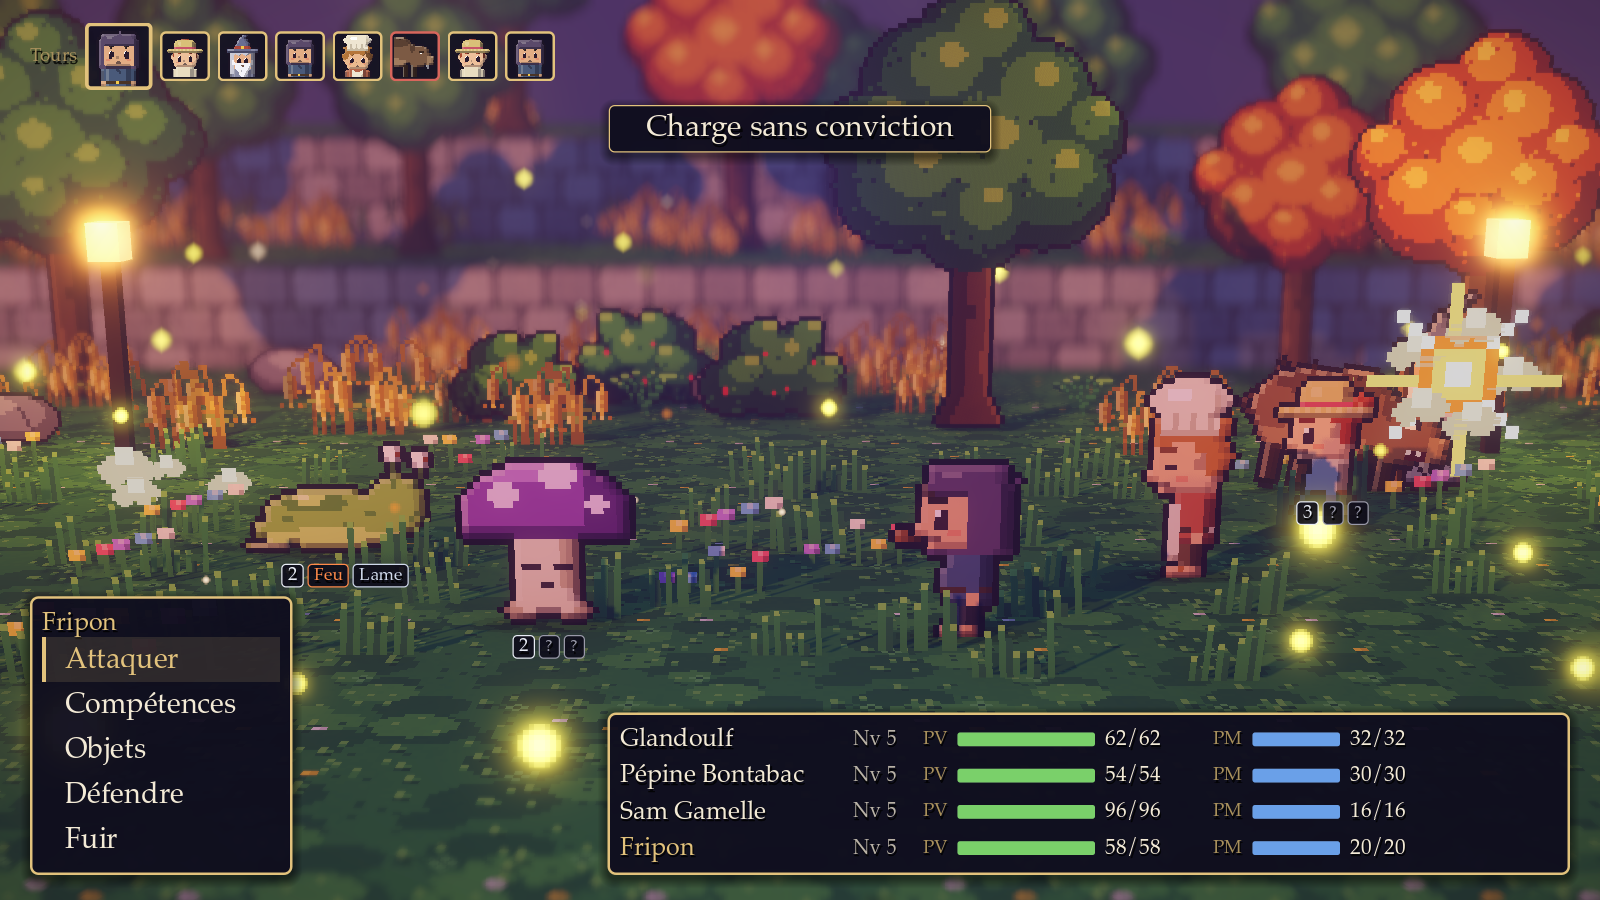 Tours
Charge sans conviction
3 ? ?
2 Feu Lame
2 ? ?
Fripon
Attaquer
Compétences
Objets
Défendre
Fuir
Glandoulf Nv 5 PV 62/62 PM 32/32
Pépine Bontabac Nv 5 PV 54/54 PM 30/30
Sam Gamelle Nv 5 PV 96/96 PM 16/16
Fripon Nv 5 PV 58/58 PM 20/20